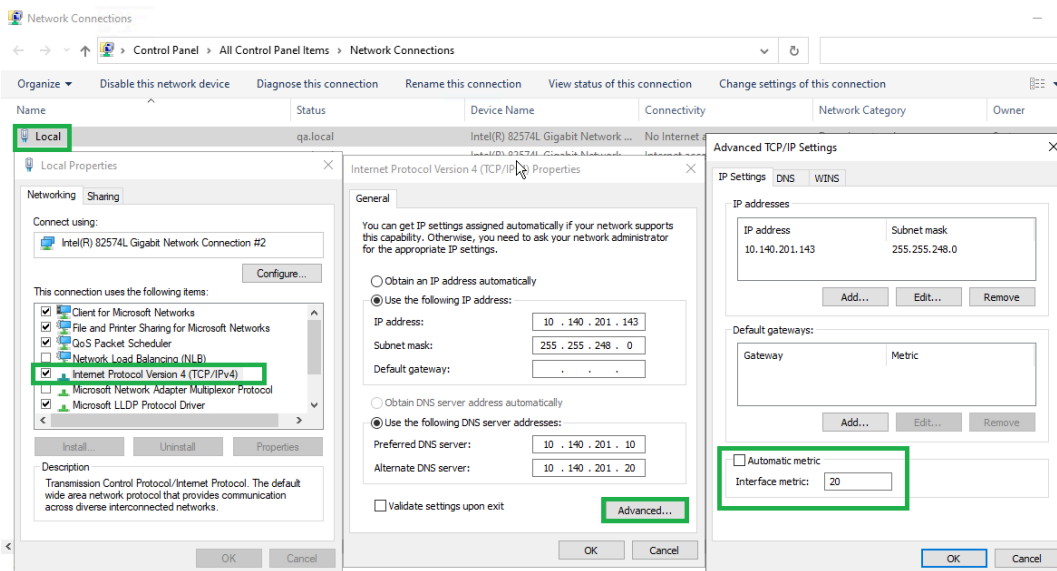 Network Connections
Control Panel > All Control Panel Items > Network Connections
Organize Disable this network device Diagnose this connection Rename this connection View status of this connection Change settings of this connection
Name Status Device Name Connectivity Network Category Owner
Local qa.local Intel(R) 82574L Gigabit Network ... No Internet
Local Properties
Networking Sharing
Connect using:
Intel(R) 82574L Gigabit Network Connection #2
Configure...
This connection uses the following items:
Client for Microsoft Networks
File and Printer Sharing for Microsoft Networks
QoS Packet Scheduler
Network Load Balancing (NLB)
Internet Protocol Version 4 (TCP/IPv4)
Microsoft Network Adapter Multiplexor Protocol
Microsoft LLDP Protocol Driver
Install... Uninstall Properties
Description
Transmission Control Protocol/Internet Protocol. The default
wide area network protocol that provides communication
across diverse interconnected networks.
OK Cancel
Internet Protocol Version 4 Properties
General
You can get IP settings assigned automatically if your network supports
this capability. Otherwise, you need to ask your network administrator
for the appropriate IP settings.
Obtain an IP address automatically
Use the following IP address:
IP address: 10 . 140 . 201 . 143
Subnet mask: 255 . 255 . 248 . 0
Default gateway: . . .
Obtain DNS server address automatically
Use the following DNS server addresses:
Preferred DNS server: 10 . 140 . 201 . 10
Alternate DNS server: 10 . 140 . 201 . 20
Validate settings upon exit
Advanced...
OK Cancel
Advanced TCP/IP Settings
IP Settings DNS WINS
IP addresses
IP address Subnet mask
10.140.201.143 255.255.248.0
Add... Edit... Remove
Default gateways:
Gateway Metric
Add... Edit... Remove
Automatic metric
Interface metric: 20
OK Cancel